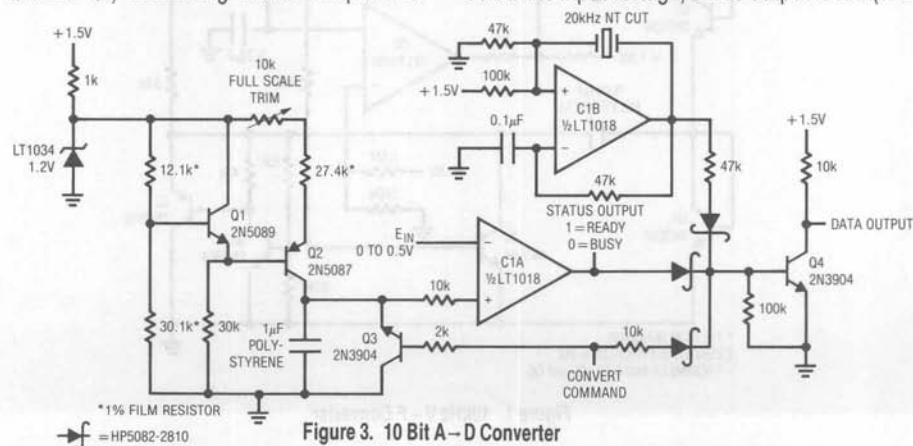 +1.5V
1k
LT1034
1.2V
12.1k*
30.1k*
10k
FULL SCALE
TRIM
27.4k*
Q1
2N5089
30k
Q2
2N5087
1µF
POLY-
STYRENE
Q3
2N3904
2k
10k
EIN
0 TO 0.5V
C1A
½LT1018
47k
100k
+1.5V
0.1µF
20kHz NT CUT
C1B
½LT1018
47k
STATUS OUTPUT
1 = READY
0 = BUSY
47k
CONVERT
COMMAND
10k
+1.5V
10k
DATA OUTPUT
Q4
2N3904
100k
*1% FILM RESISTOR
= HP5082-2810
Figure 3. 10 Bit A→D Converter